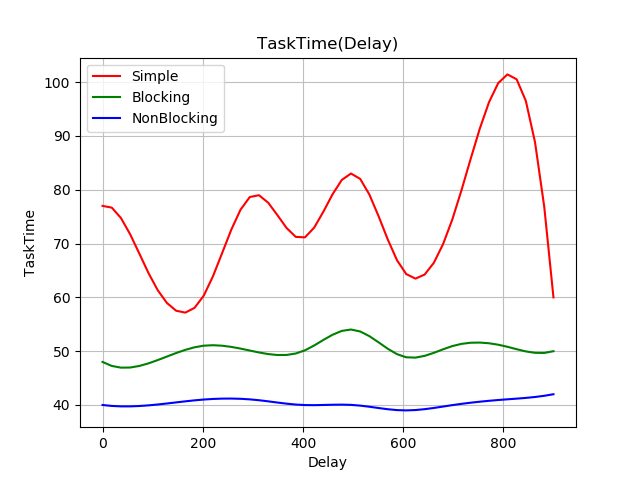 TaskTime(Delay)
Simple
Blocking
NonBlocking
TaskTime
100
90
80
70
60
50
40
0 200 400 600 800
Delay